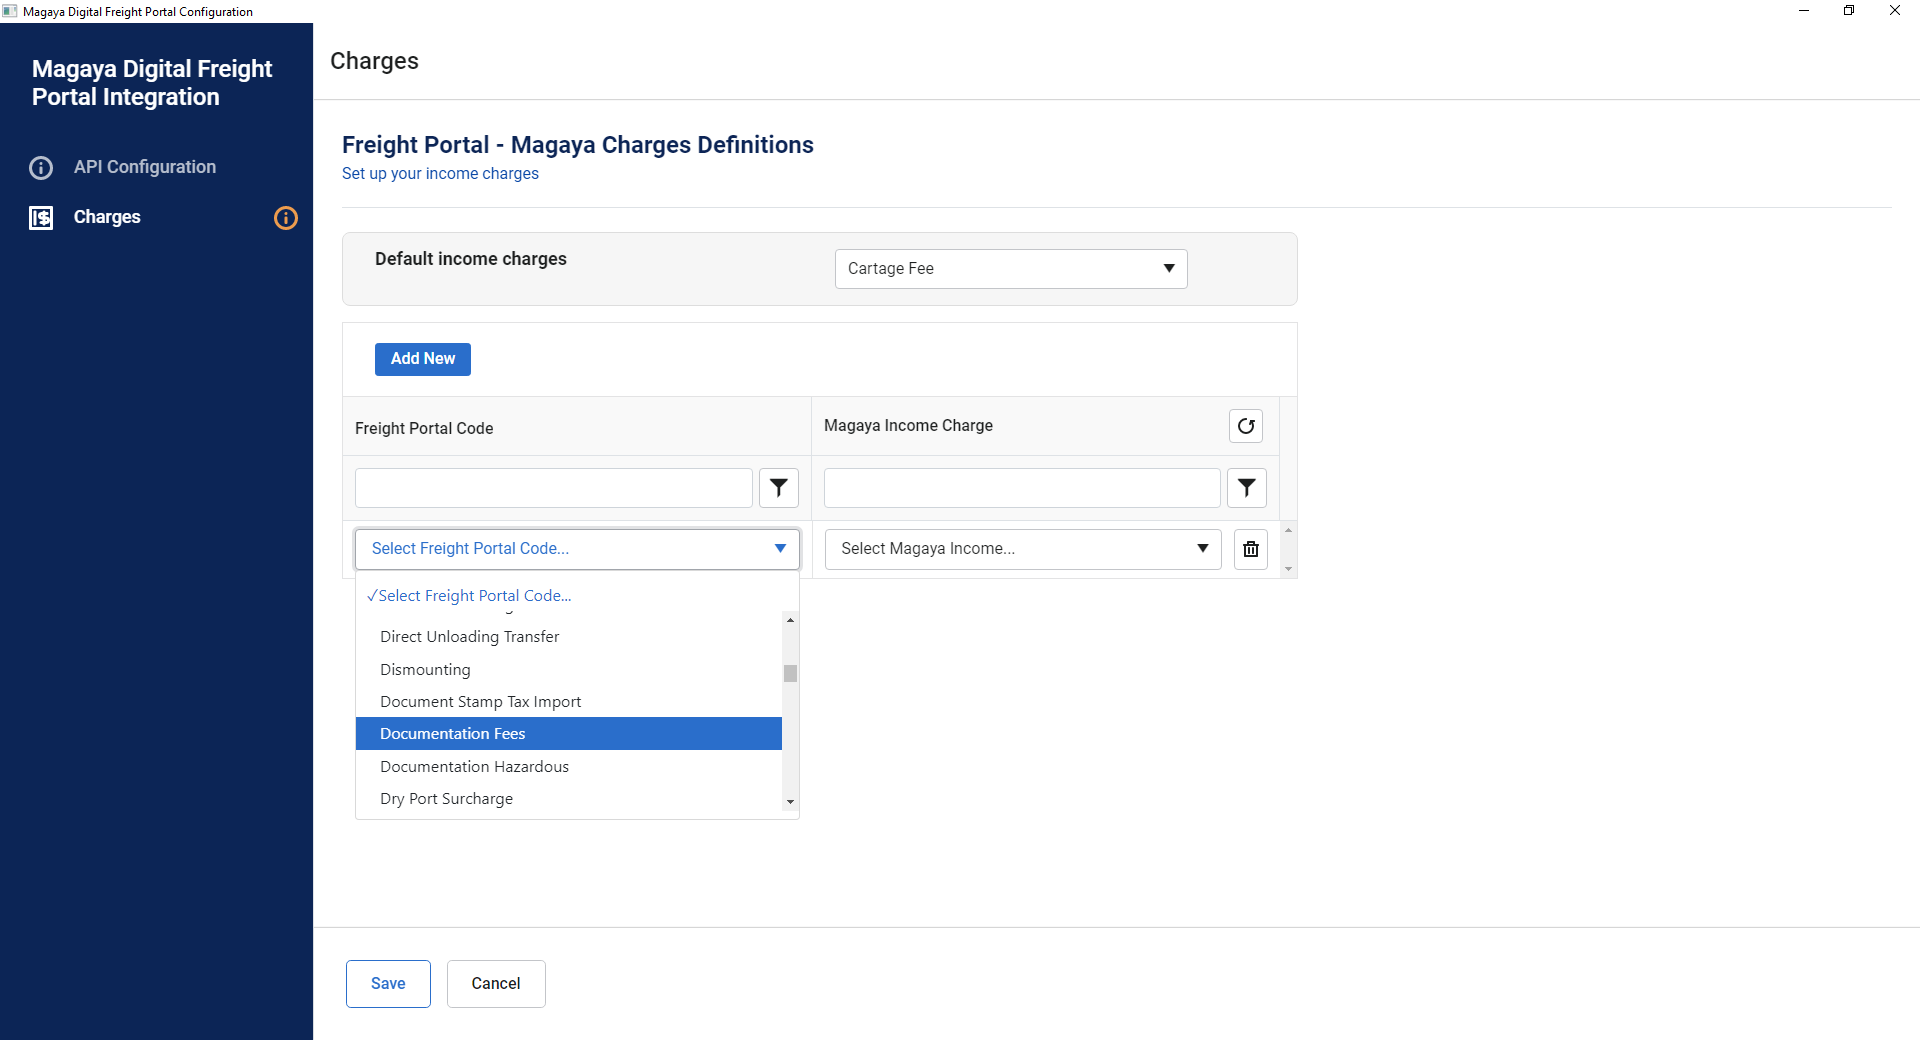 Magaya Digital Freight Portal Configuration
Magaya Digital Freight
Portal Integration
API Configuration
Charges
Charges
Freight Portal - Magaya Charges Definitions
Set up your income charges
Default income charges
Cartage Fee
Add New
Freight Portal Code
Magaya Income Charge
Select Freight Portal Code...
Select Magaya Income...
✓Select Freight Portal Code...
Direct Unloading Transfer
Dismounting
Document Stamp Tax Import
Documentation Fees
Documentation Hazardous
Dry Port Surcharge
Save
Cancel